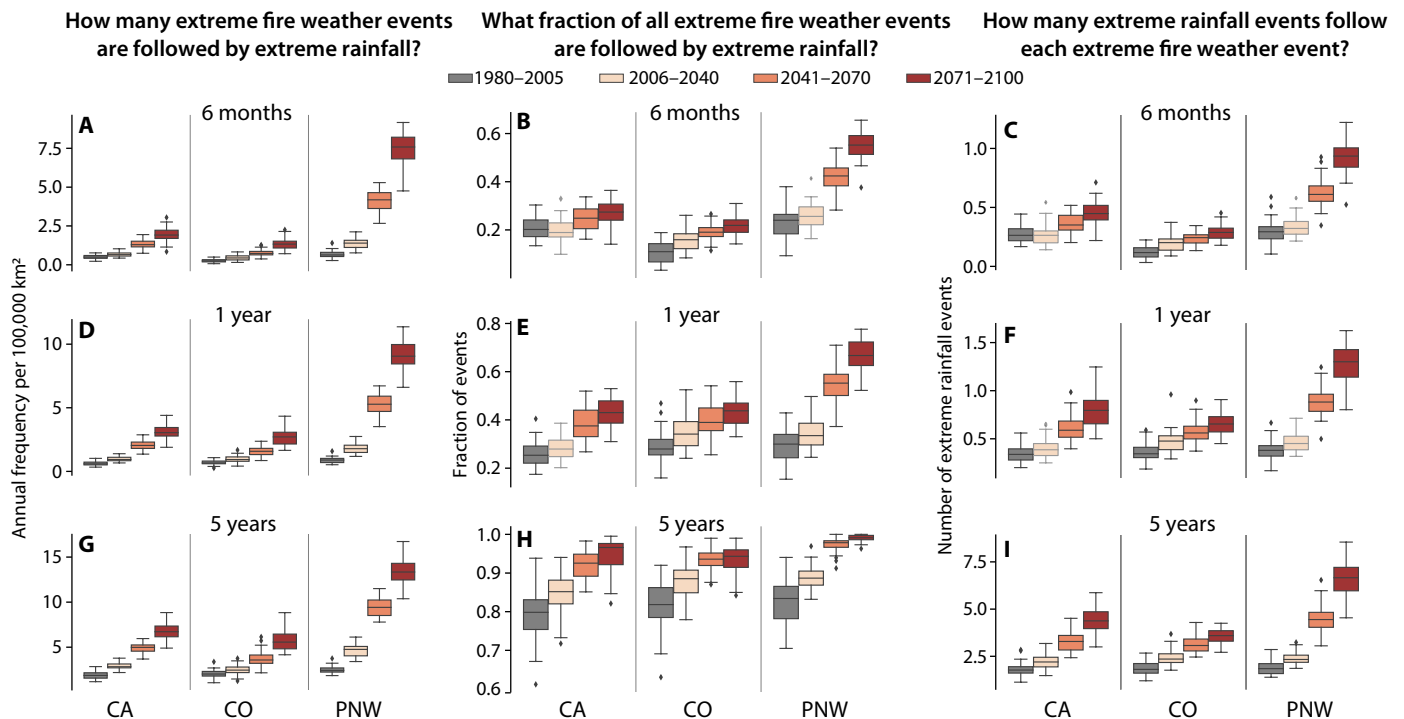 How many extreme fire weather events
are followed by extreme rainfall?
What fraction of all extreme fire weather events
are followed by extreme rainfall?
How many extreme rainfall events follow
each extreme fire weather event?
1980–2005
2006–2040
2041–2070
2071–2100
Annual frequency per 100,000 km²
Fraction of events
Number of extreme rainfall events
A
6 months
7.5
5.0
2.5
0.0
B
6 months
0.6
0.4
0.2
C
6 months
1.0
0.5
0.0
D
1 year
10
5
0
E
1 year
0.8
0.6
0.4
0.2
F
1 year
1.5
1.0
0.5
G
5 years
15
10
5
CA
CO
PNW
H
5 years
1.0
0.9
0.8
0.7
0.6
CA
CO
PNW
I
5 years
7.5
5.0
2.5
CA
CO
PNW